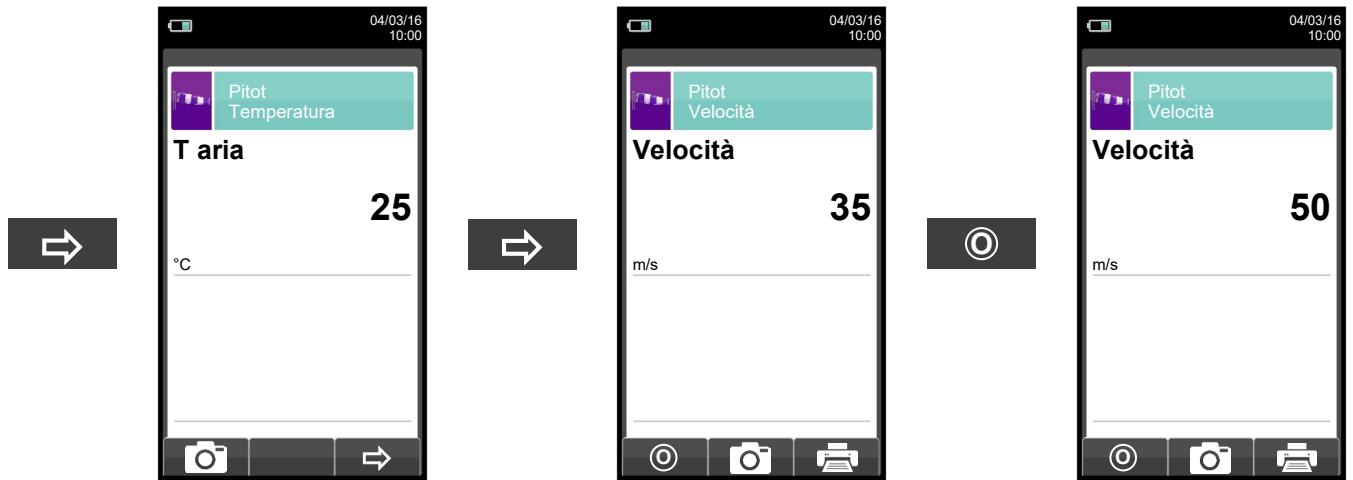 04/03/16
10:00
Pitot
Temperatura
T aria
25
°C
04/03/16
10:00
Pitot
Velocità
Velocità
35
m/s
O
O
04/03/16
10:00
Pitot
Velocità
Velocità
50
m/s
O